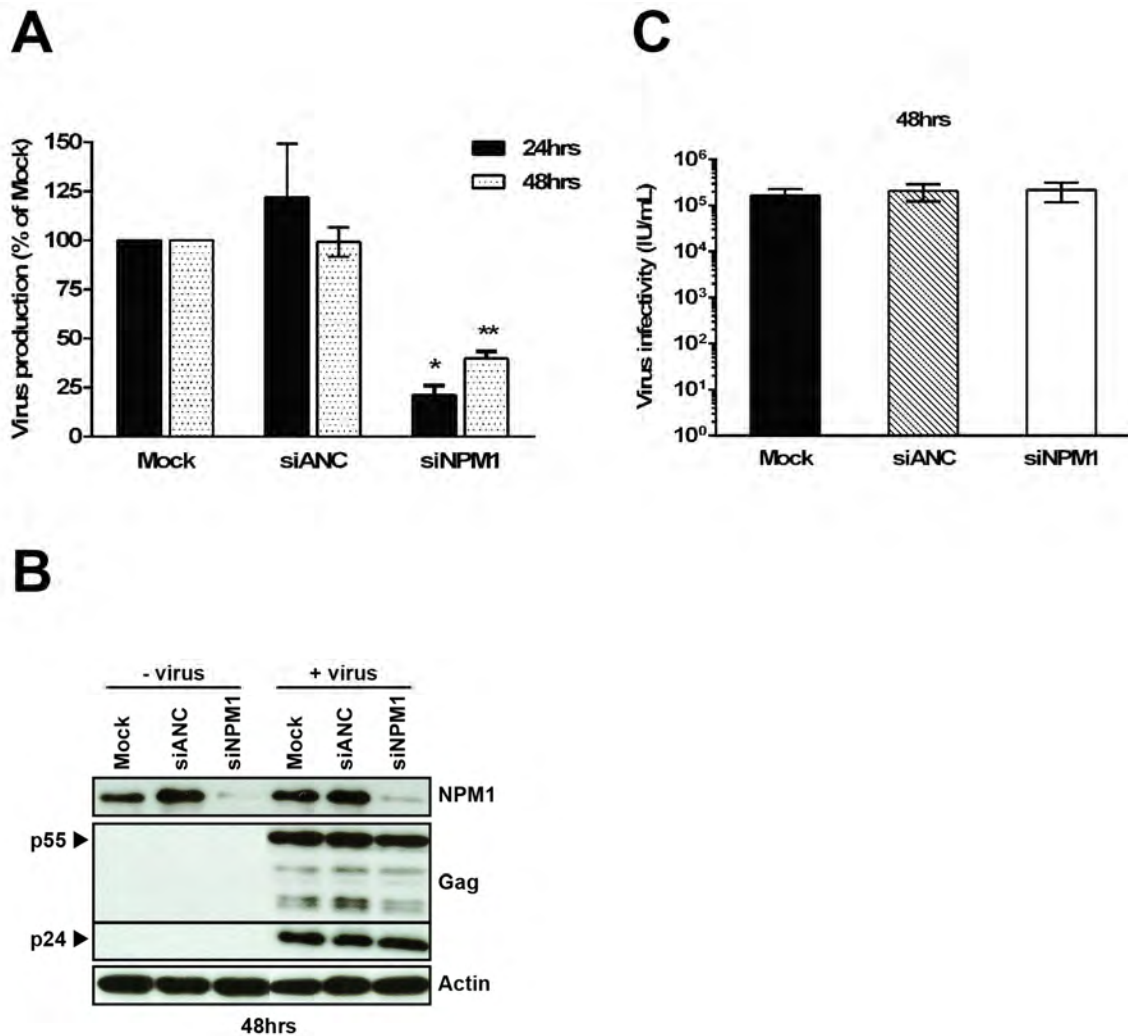 A
Virus production (% of Mock)
150
125
100
75
50
25
0
24hrs
48hrs
*
**
Mock siANC siNPM1
C
48hrs
Virus infectivity (IU/mL)
10⁶
10⁵
10⁴
10³
10²
10¹
10⁰
Mock siANC siNPM1
B
- virus + virus
Mock siANC siNPM1 Mock siANC siNPM1
NPM1
p55
Gag
p24
Actin
48hrs